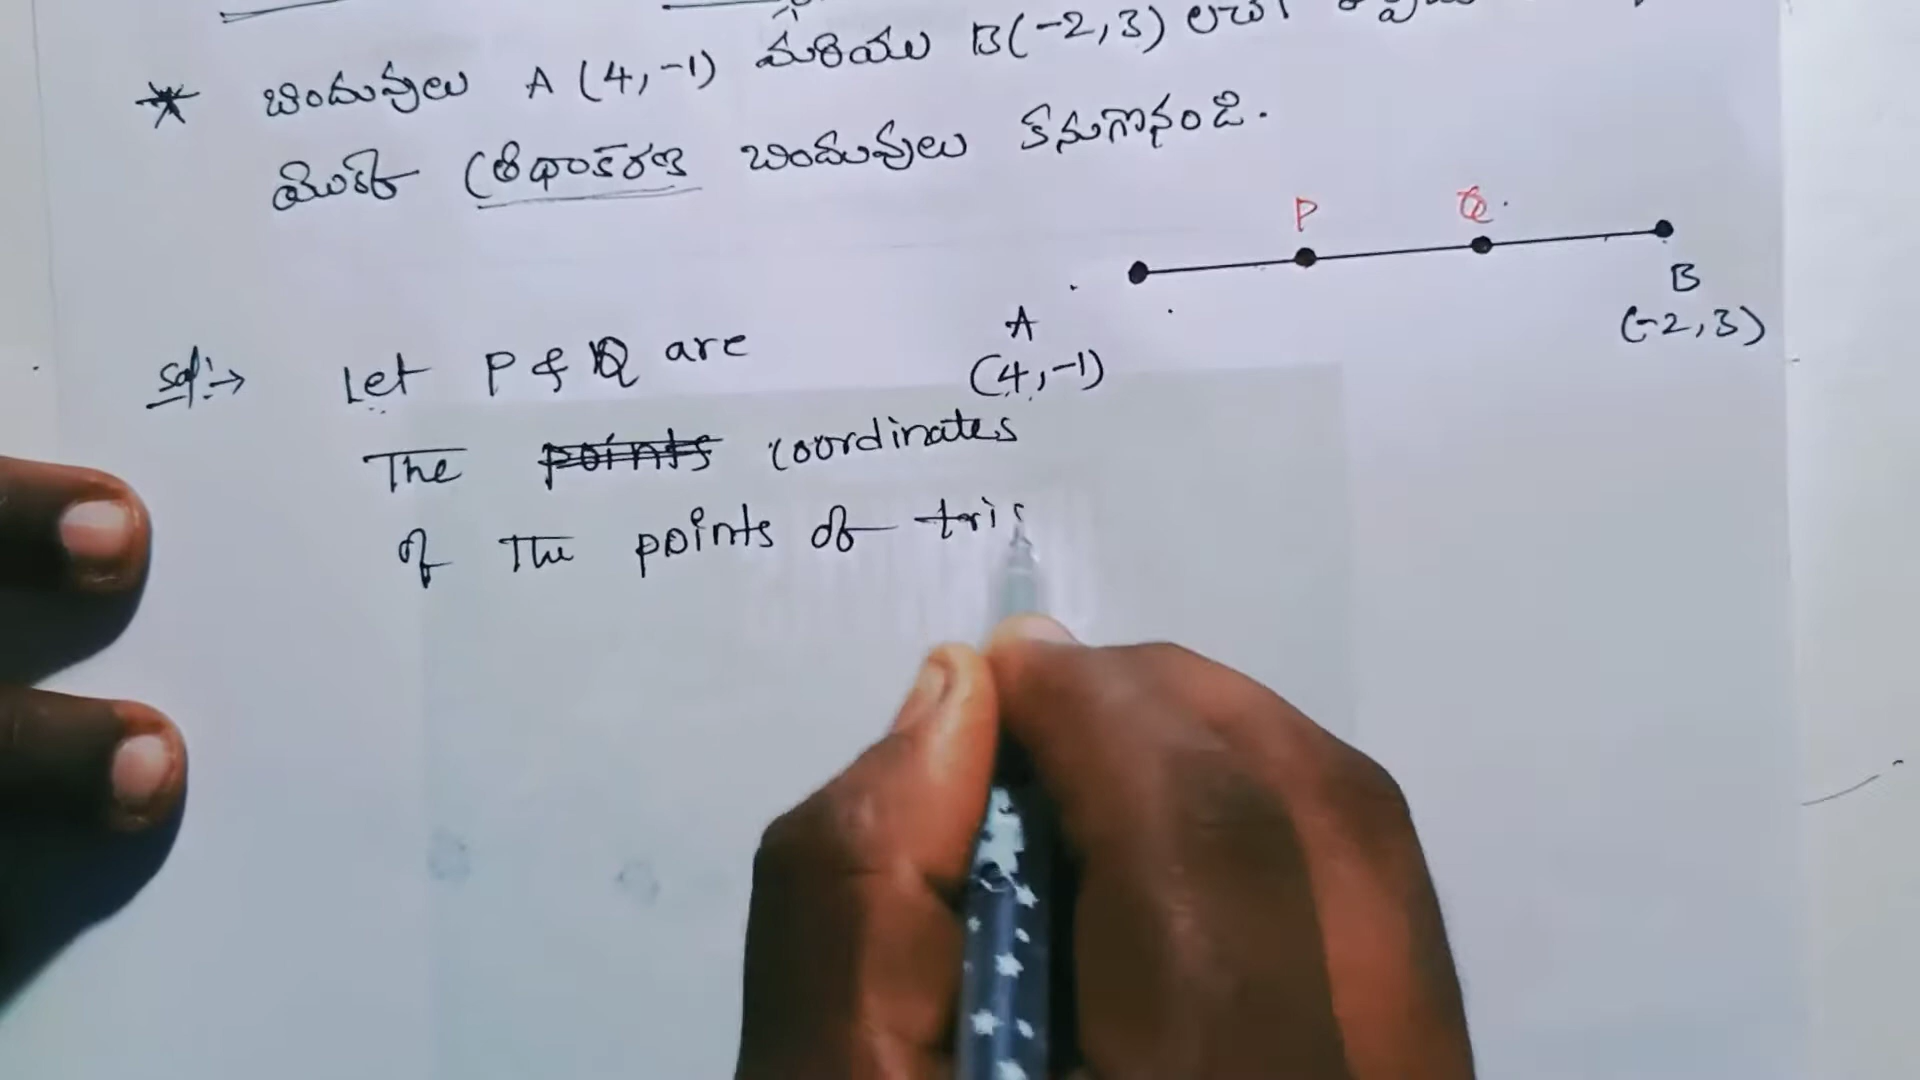 * బిందువులు A (4,-1) మరియు B(-2,3) లచే
యొక్క త్రిథాకరణ బిందువులు కనుగొనండి.
P Q
B
(-2,3)
A
(4,-1)
Sol:→ Let P & Q are
The points coordinates
of The points of tris